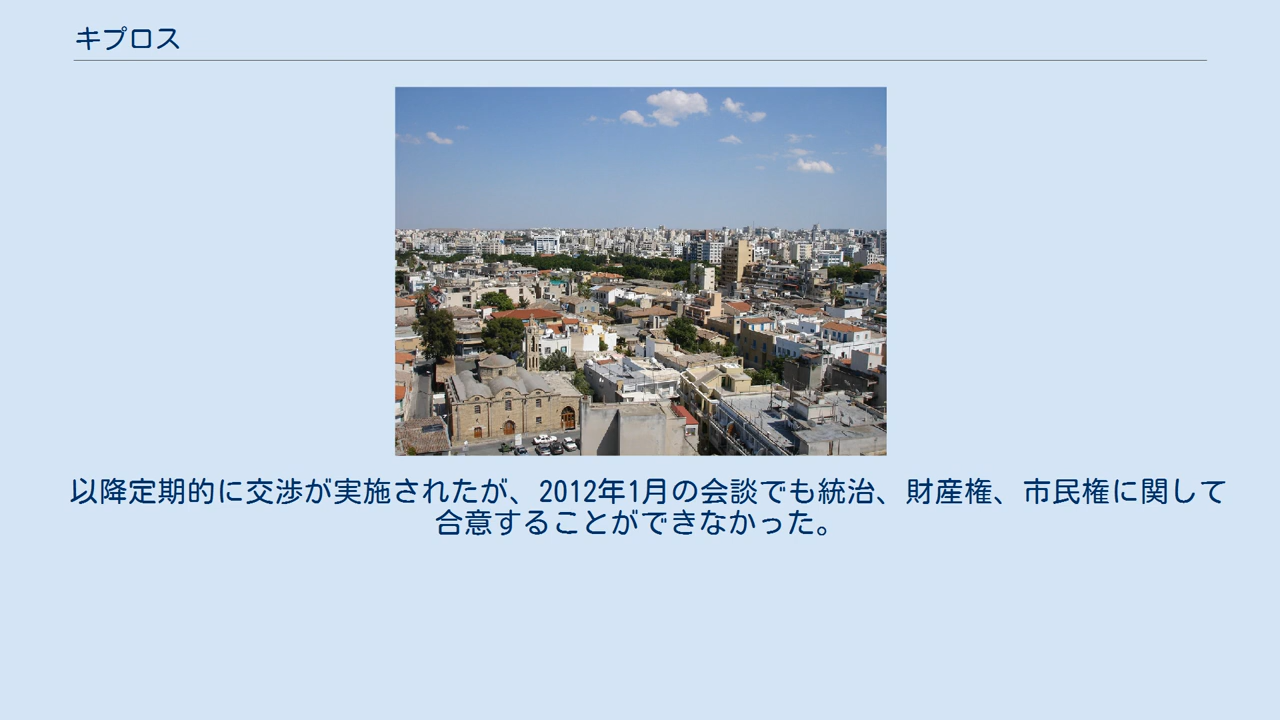 キプロス
以降定期的に交渉が実施されたが、2012年1月の会談でも統治、財産権、市民権に関して
合意することができなかった。